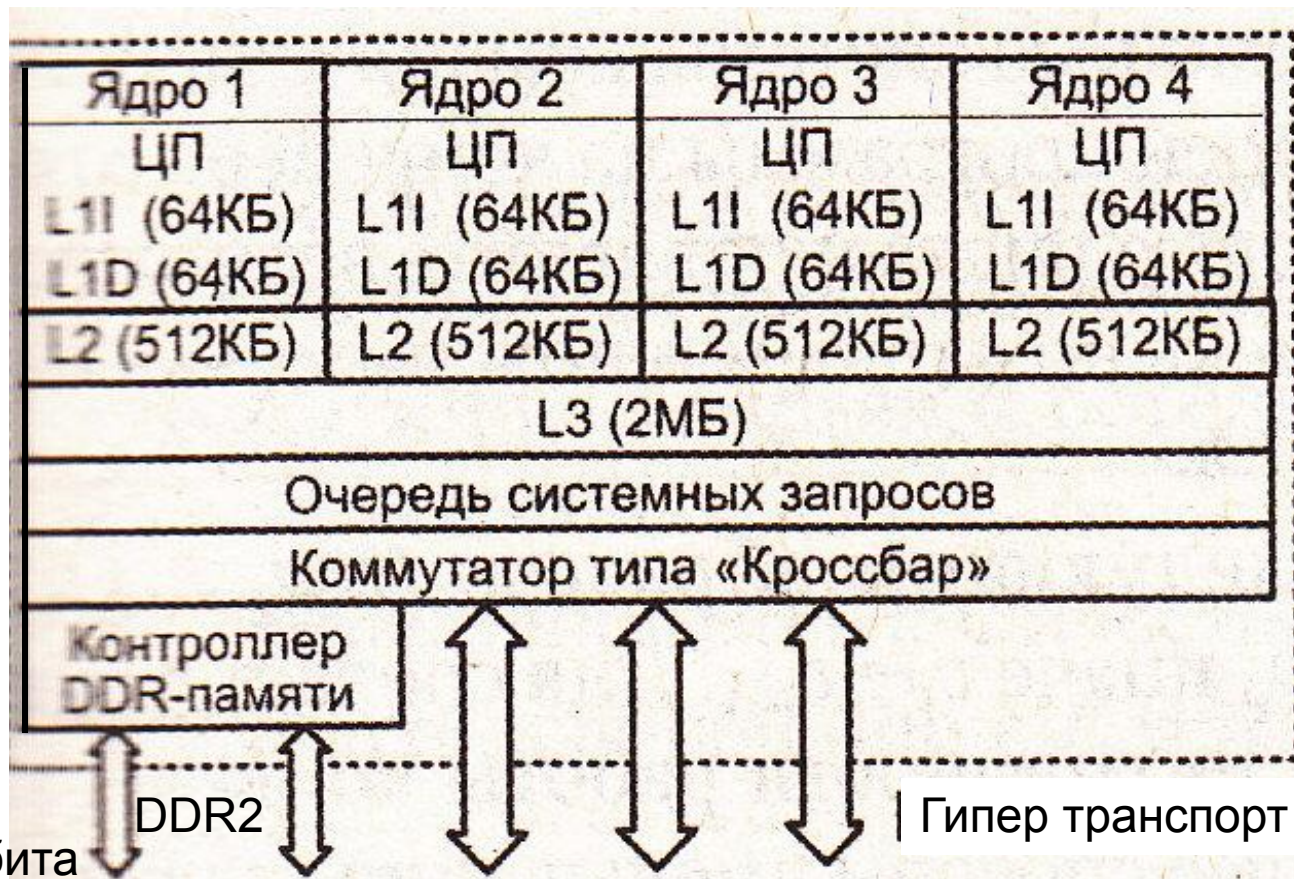 Ядро 1 Ядро 2 Ядро 3 Ядро 4
ЦП ЦП ЦП ЦП
L1I (64КБ) L1I (64КБ) L1I (64КБ) L1I (64КБ)
L1D (64КБ) L1D (64КБ) L1D (64КБ) L1D (64КБ)
L2 (512КБ) L2 (512КБ) L2 (512КБ) L2 (512КБ)
L3 (2МБ)
Очередь системных запросов
Коммутатор типа «Кроссбар»
Контроллер
DDR-памяти
DDR2
Гипер транспорт